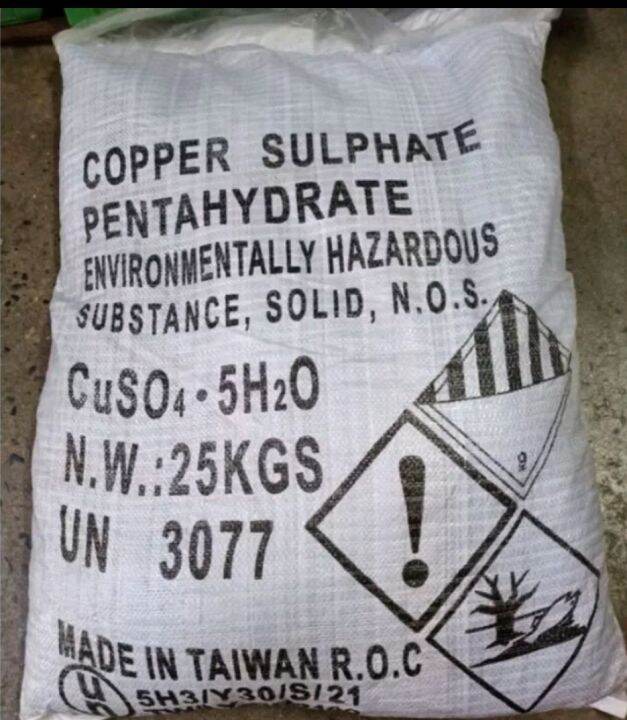 COPPER SULPHATE
PENTAHYDRATE
ENVIRONMENTALLY HAZARDOUS
SUBSTANCE, SOLID, N.O.S.
CuSO₄·5H₂O
N.W.:25KGS
UN 3077
9
MADE IN TAIWAN R.O.C
un
5H3/Y30/S/21